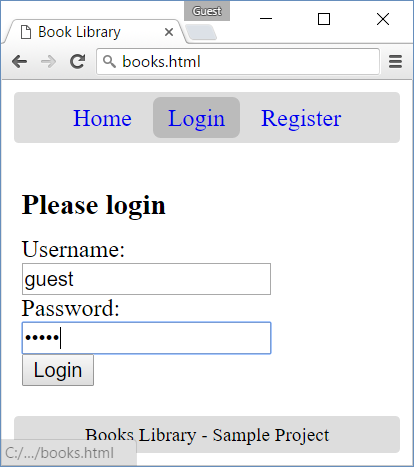 Guest
Book Library
books.html
Home Login Register
Please login
Username:
guest
Password:
•••••
Login
Books Library - Sample Project
C:/.../books.html